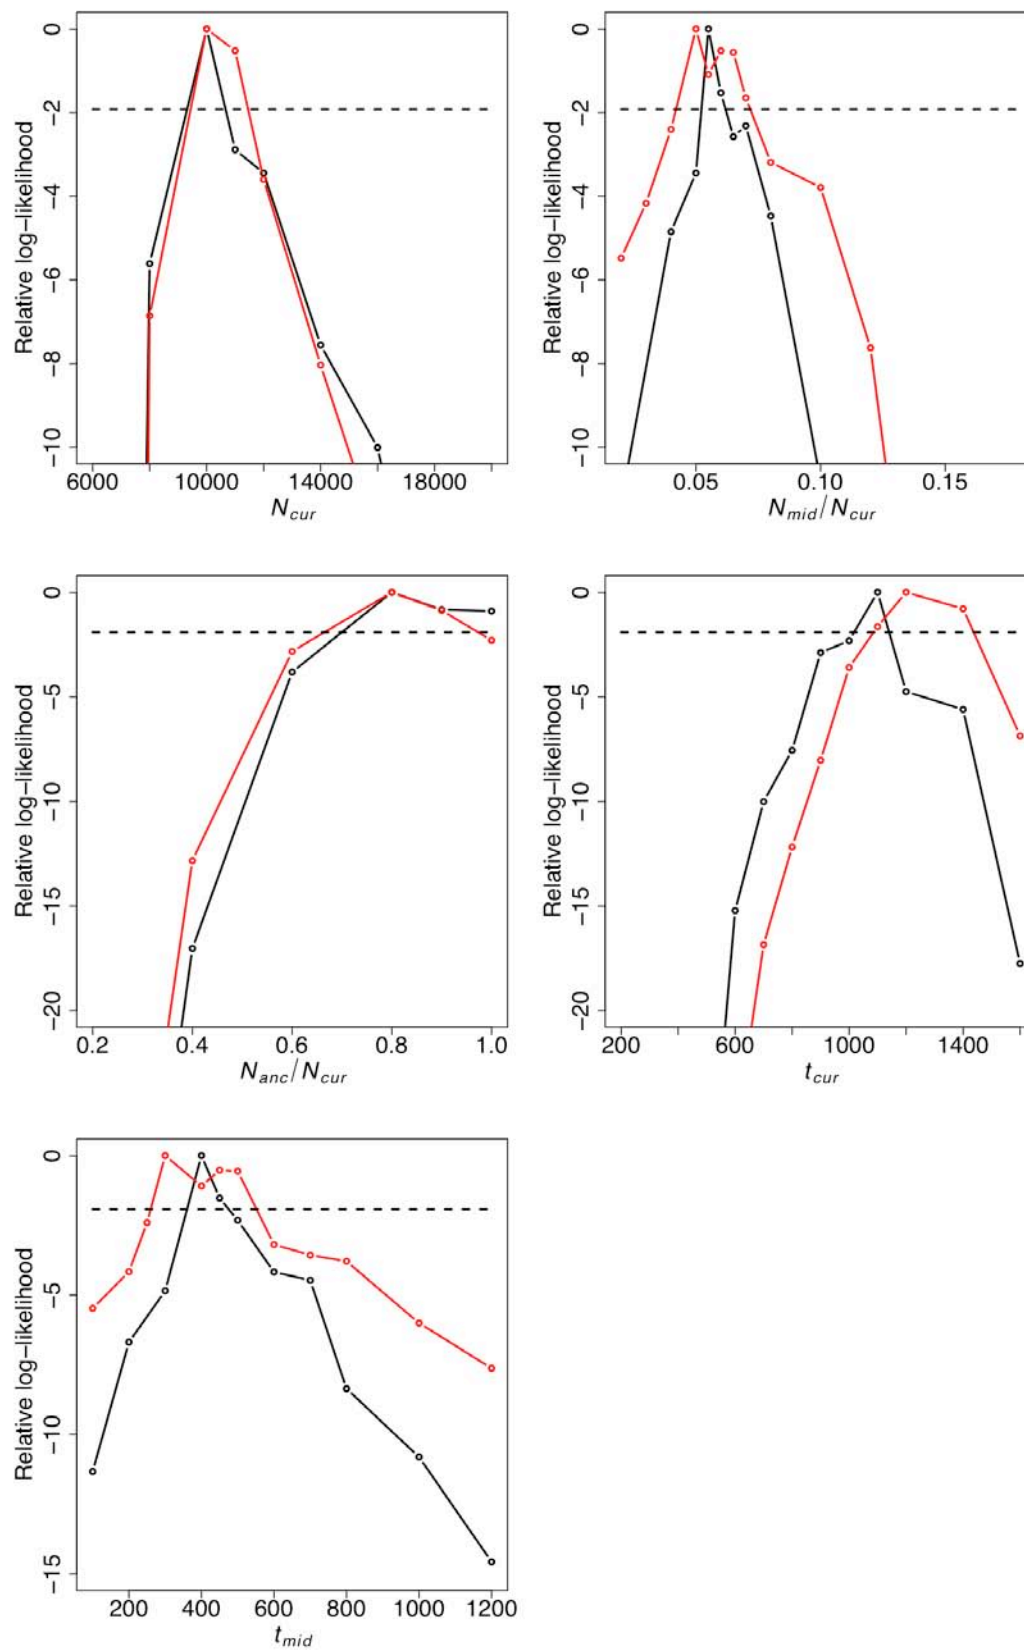 Relative log−likelihood
0
−2
−4
−6
−8
−10
6000 10000 14000 18000
N_cur
Relative log−likelihood
0
−2
−4
−6
−8
−10
0.05 0.10 0.15
N_mid/N_cur
Relative log−likelihood
0
−5
−10
−15
−20
0.2 0.4 0.6 0.8 1.0
N_anc/N_cur
Relative log−likelihood
0
−5
−10
−15
−20
200 600 1000 1400
t_cur
Relative log−likelihood
0
−5
−10
−15
200 400 600 800 1000 1200
t_mid